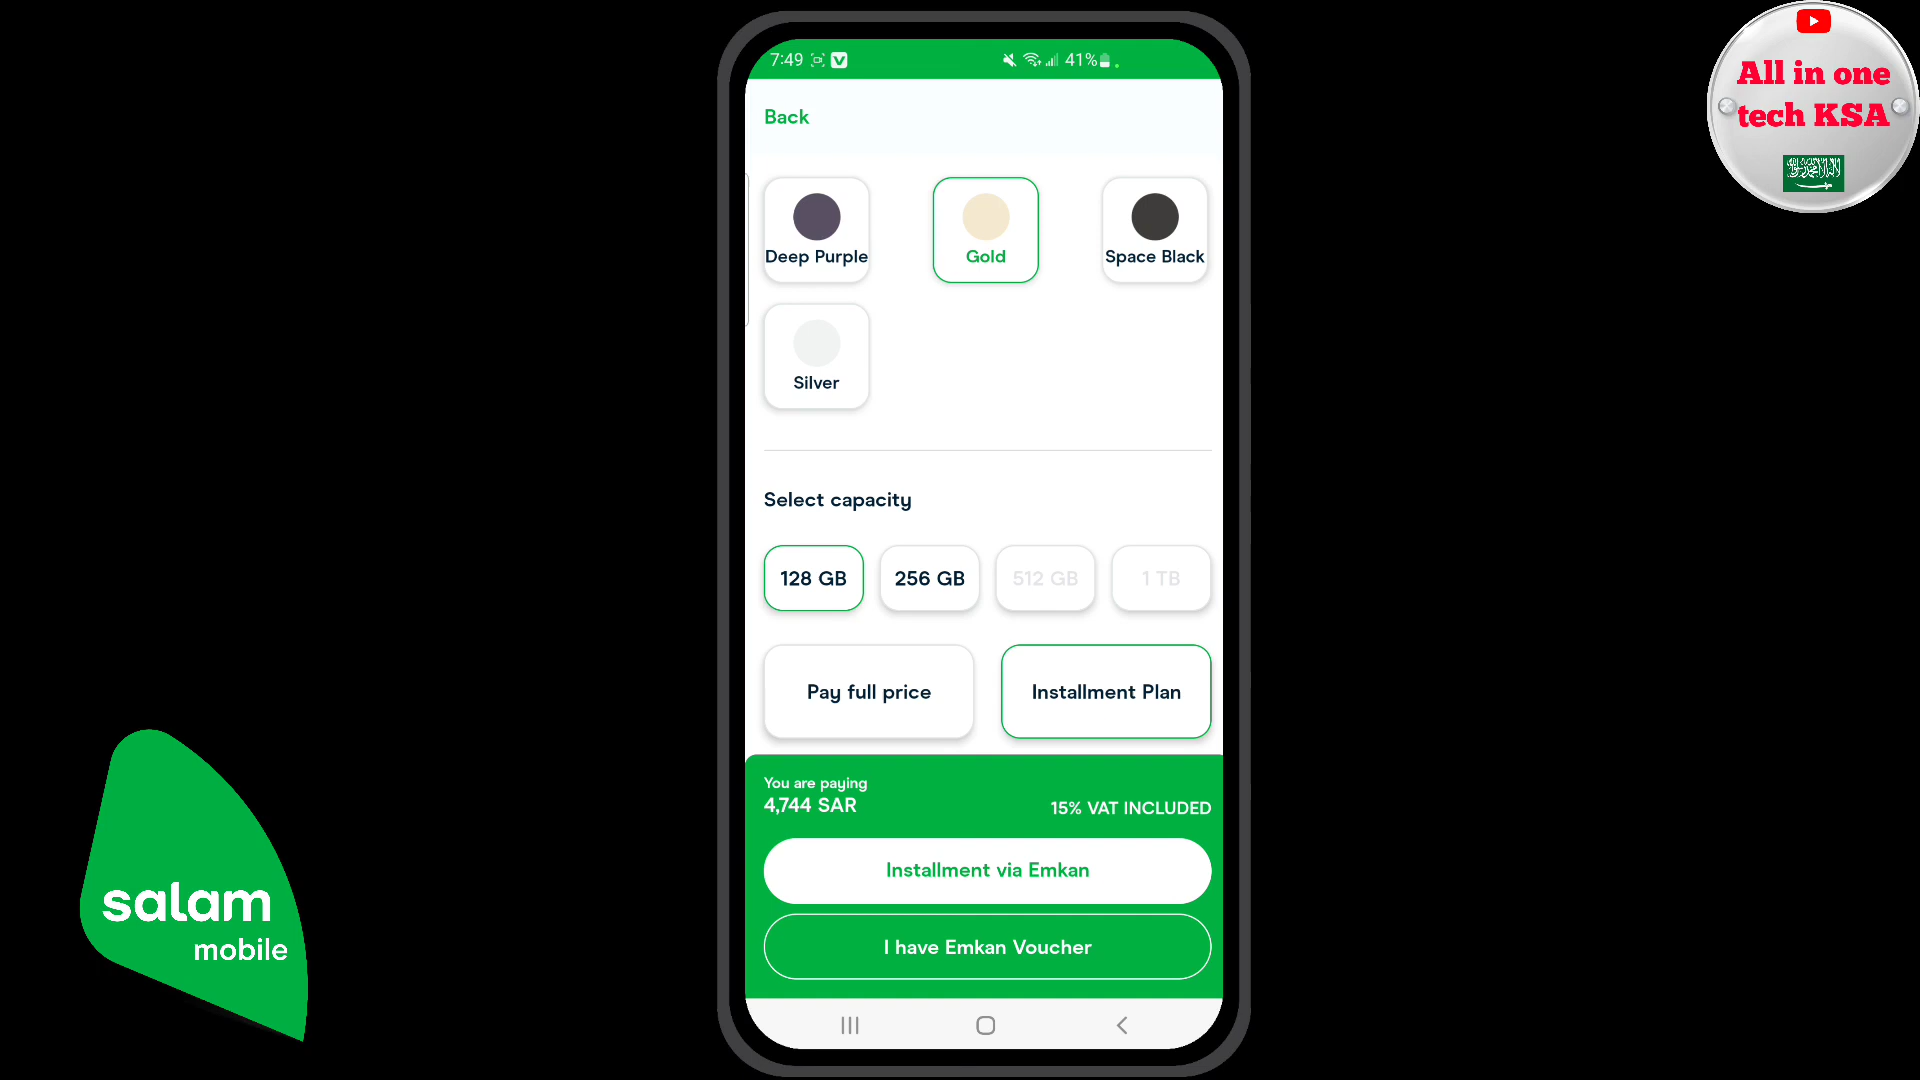 7:49
41%
Back
Deep Purple
Gold
Space Black
Silver
Select capacity
128 GB
256 GB
512 GB
1 TB
Pay full price
Installment Plan
You are paying
4,744 SAR
15% VAT INCLUDED
Installment via Emkan
I have Emkan Voucher
salam
mobile
All in one
tech KSA